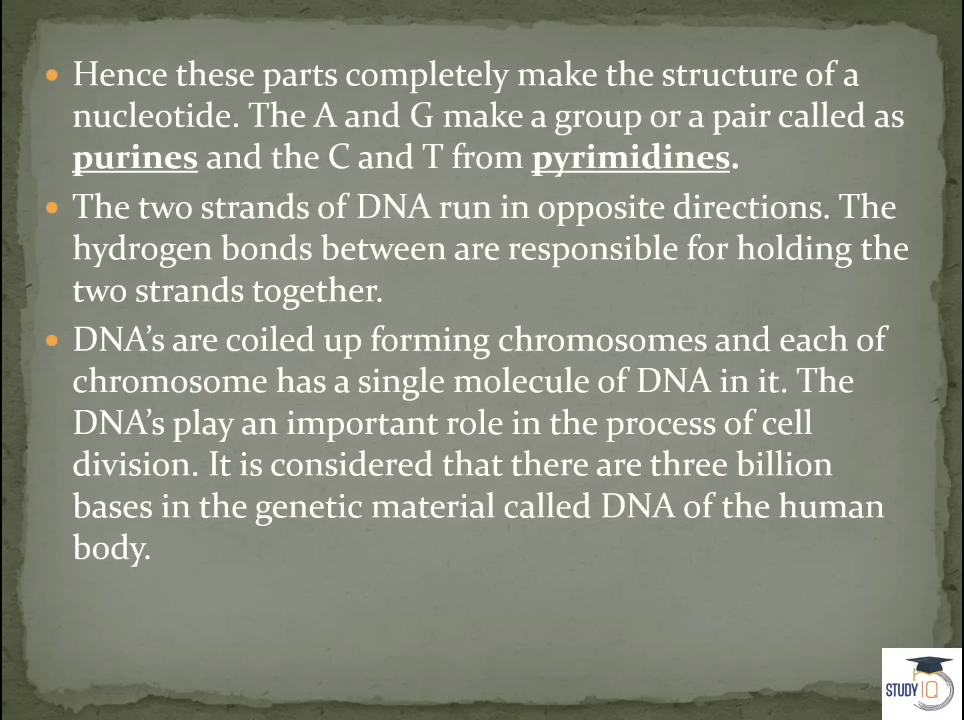 Hence these parts completely make the structure of a
nucleotide. The A and G make a group or a pair called as
purines and the C and T from pyrimidines.
The two strands of DNA run in opposite directions. The
hydrogen bonds between are responsible for holding the
two strands together.
DNA’s are coiled up forming chromosomes and each of
chromosome has a single molecule of DNA in it. The
DNA’s play an important role in the process of cell
division. It is considered that there are three billion
bases in the genetic material called DNA of the human
body.
STUDY IQ